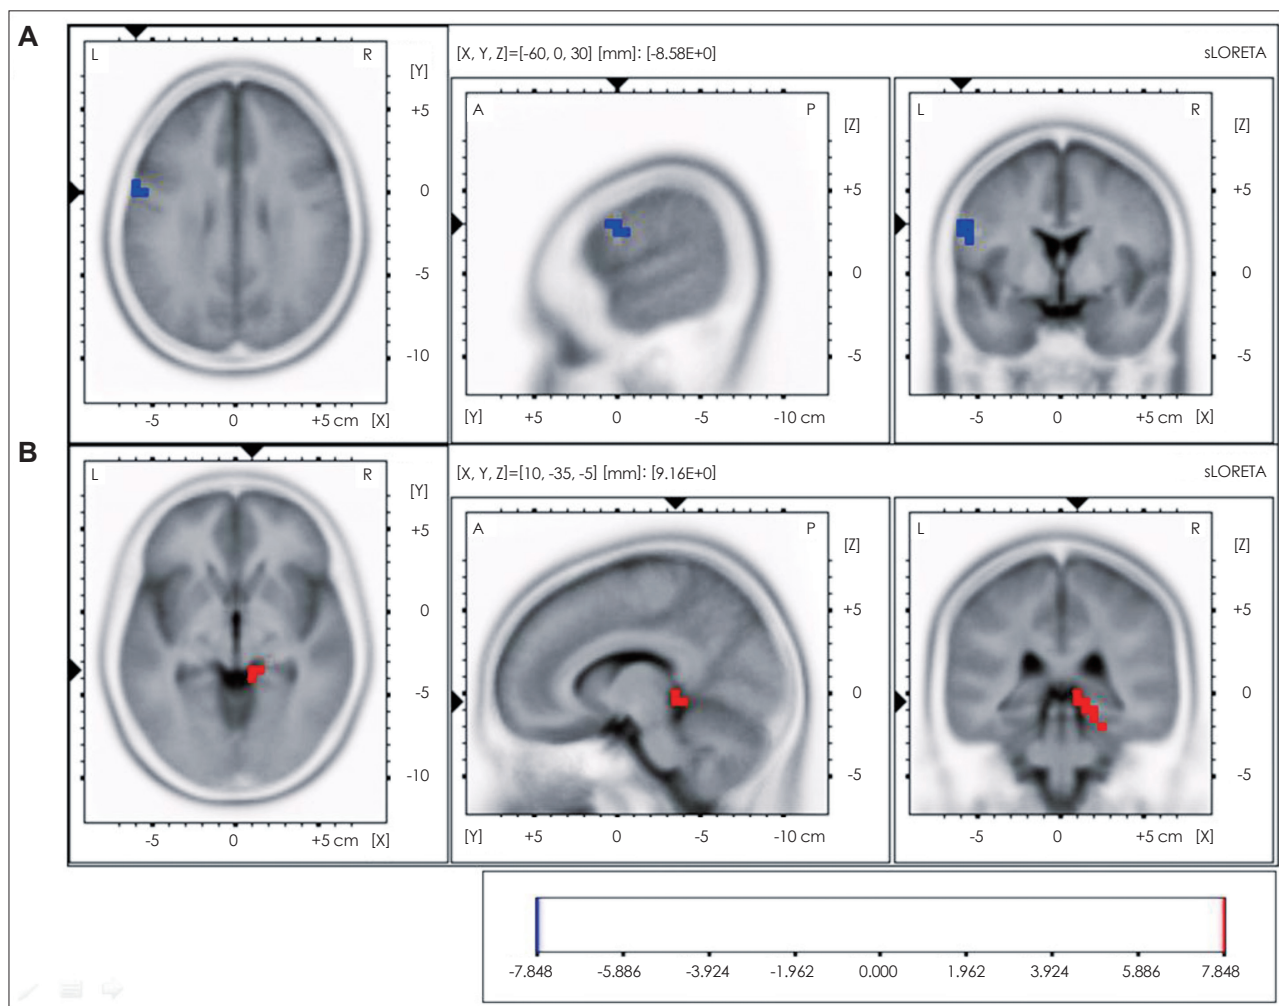 A
L R
[Y]
+5
0
-5
-10
-5 0 +5 cm [X]
[X, Y, Z]=[-60, 0, 30] [mm]: [-8.58E+0] sLORETA
A P
[Z]
+5
0
-5
[Y] +5 0 -5 -10 cm
L R
[Z]
+5
0
-5
-5 0 +5 cm [X]
B
L R
[Y]
+5
0
-5
-10
-5 0 +5 cm [X]
[X, Y, Z]=[10, -35, -5] [mm]: [9.16E+0] sLORETA
A P
[Z]
+5
0
-5
[Y] +5 0 -5 -10 cm
L R
[Z]
+5
0
-5
-5 0 +5 cm [X]
-7.848 -5.886 -3.924 -1.962 0.000 1.962 3.924 5.886 7.848